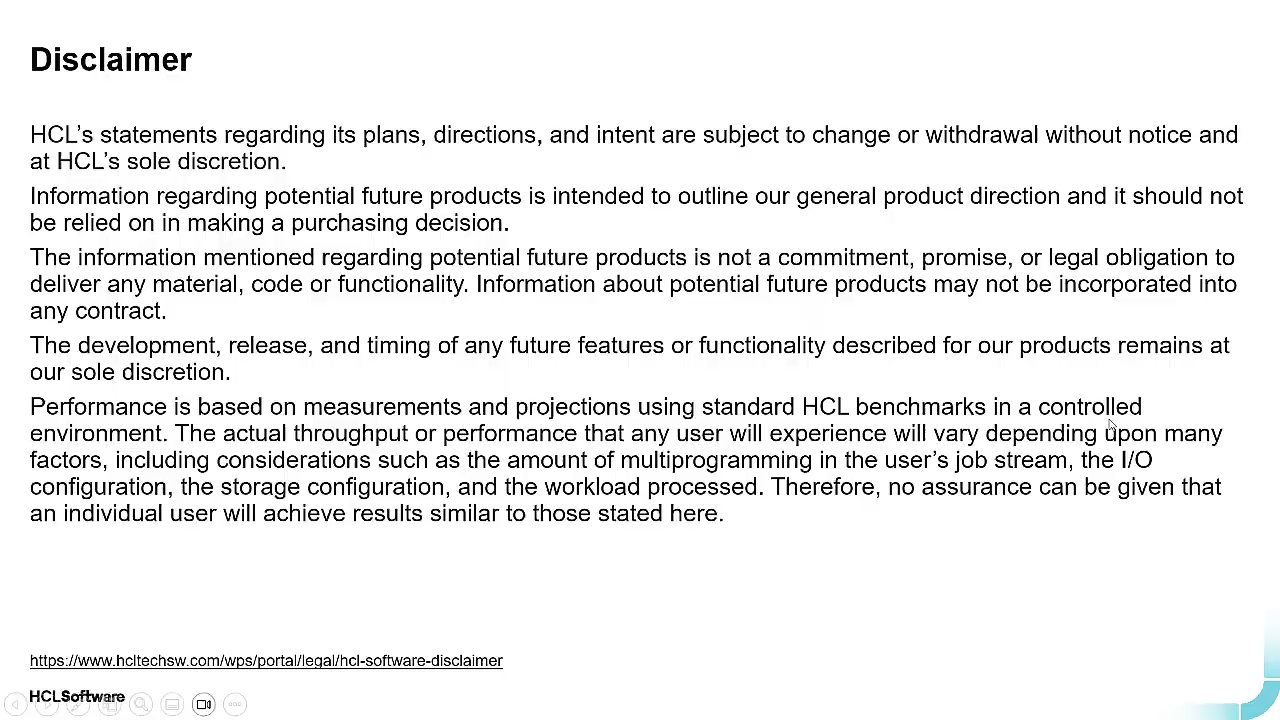 Disclaimer
HCL’s statements regarding its plans, directions, and intent are subject to change or withdrawal without notice and
at HCL’s sole discretion.
Information regarding potential future products is intended to outline our general product direction and it should not
be relied on in making a purchasing decision.
The information mentioned regarding potential future products is not a commitment, promise, or legal obligation to
deliver any material, code or functionality. Information about potential future products may not be incorporated into
any contract.
The development, release, and timing of any future features or functionality described for our products remains at
our sole discretion.
Performance is based on measurements and projections using standard HCL benchmarks in a controlled
environment. The actual throughput or performance that any user will experience will vary depending upon many
factors, including considerations such as the amount of multiprogramming in the user’s job stream, the I/O
configuration, the storage configuration, and the workload processed. Therefore, no assurance can be given that
an individual user will achieve results similar to those stated here.
https://www.hcltechsw.com/wps/portal/legal/hcl-software-disclaimer
HCLSoftware